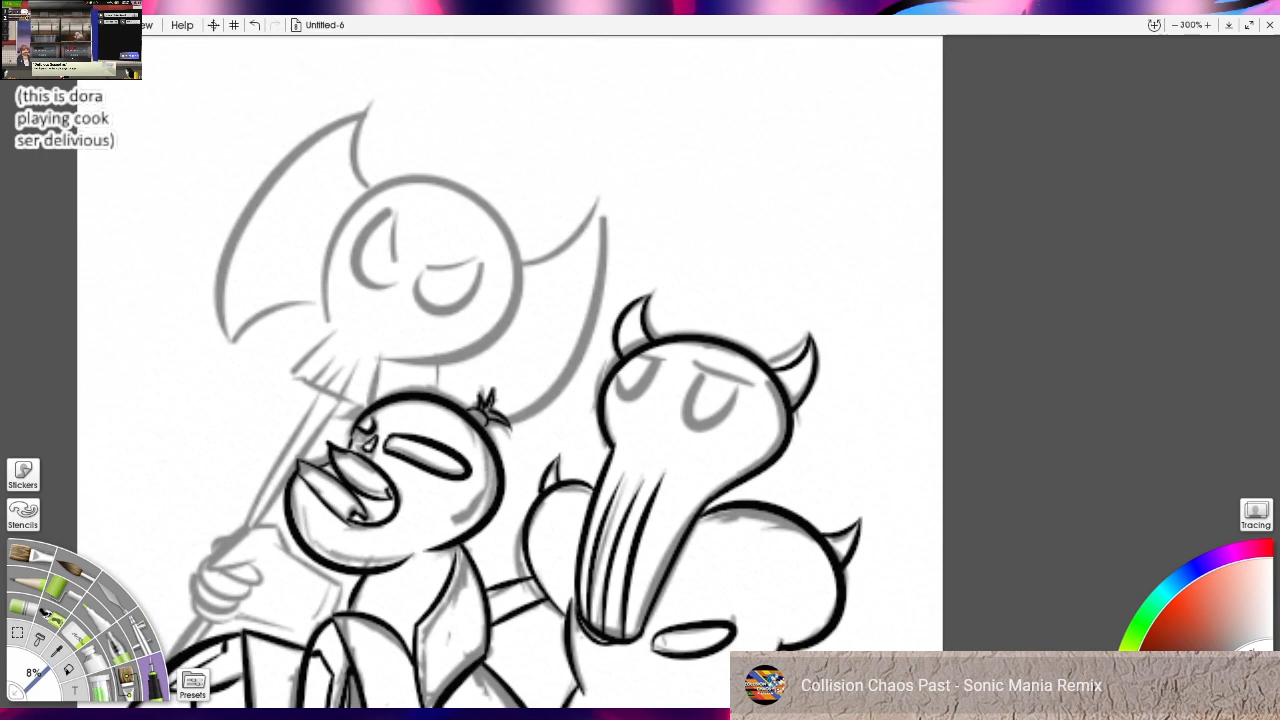 ew Help Untitled-6 300%
(this is dora
playing cook
ser delivious)
Stickers
Stencils
Tracing
8%
T
Presets
Collision Chaos Past - Sonic Mania Remix